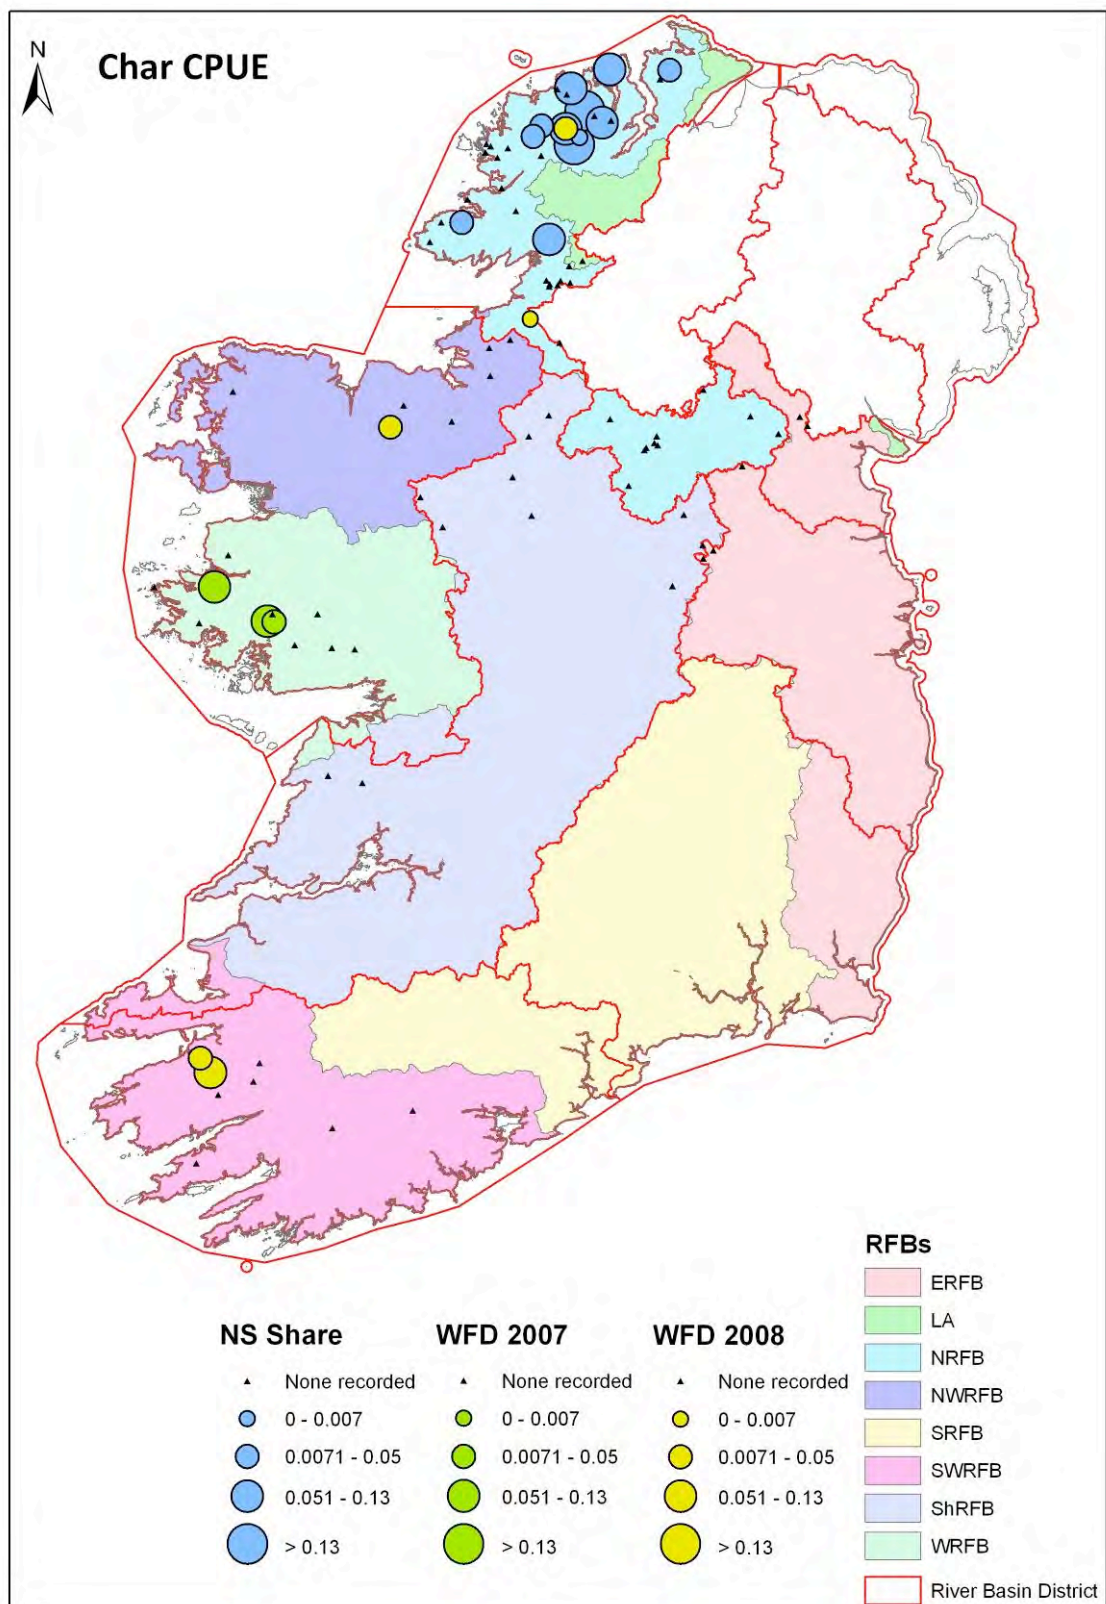 N
Char CPUE
RFBs
ERFB
LA
NRFB
NWRFB
SRFB
SWRFB
ShRFB
WRFB
River Basin District
NS Share
None recorded
0 - 0.007
0.0071 - 0.05
0.051 - 0.13
> 0.13
WFD 2007
None recorded
0 - 0.007
0.0071 - 0.05
0.051 - 0.13
> 0.13
WFD 2008
None recorded
0 - 0.007
0.0071 - 0.05
0.051 - 0.13
> 0.13